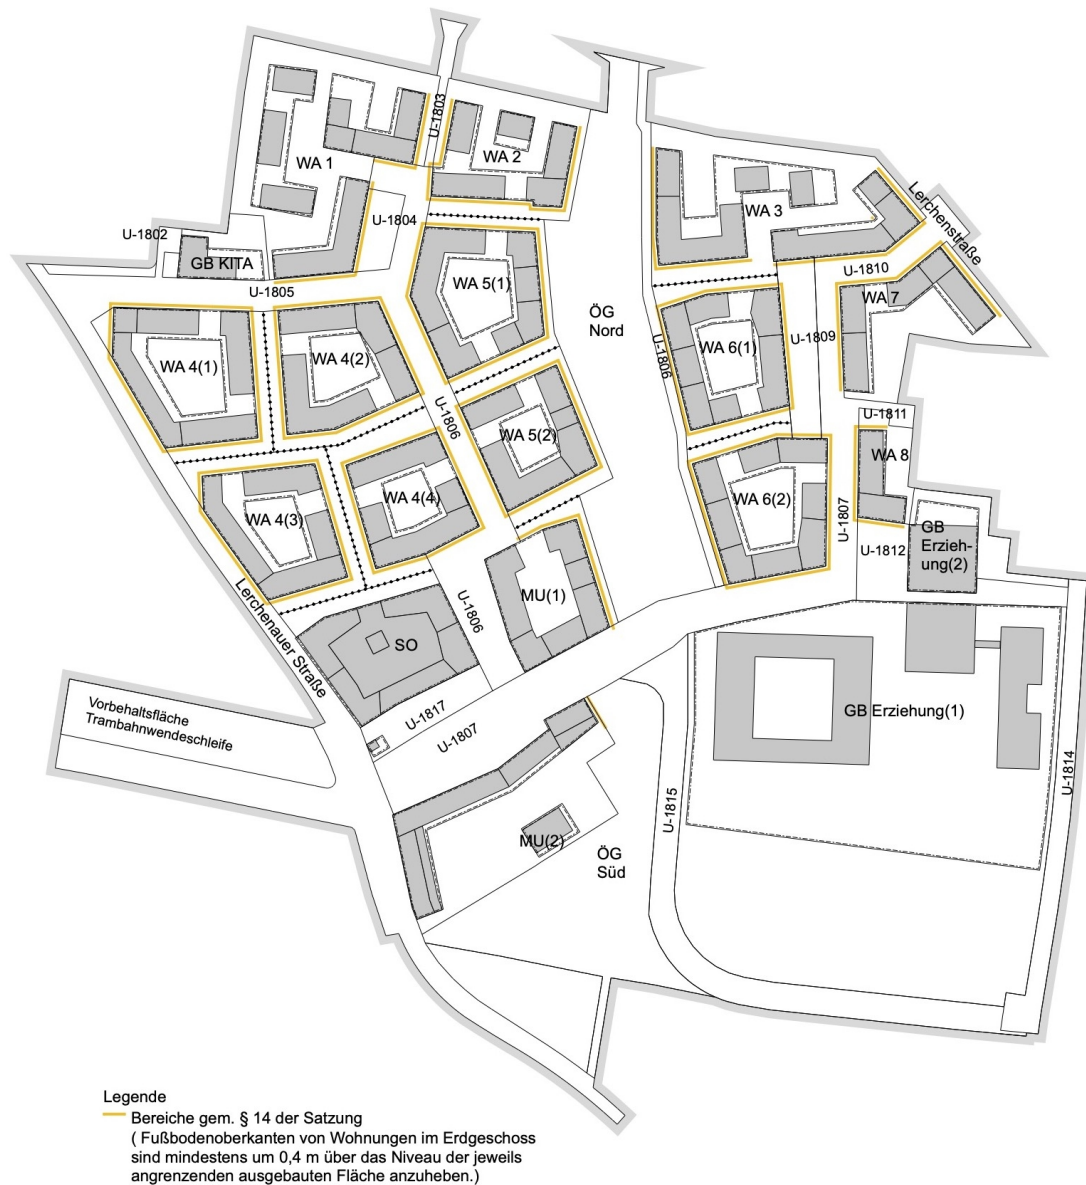 U-1803
WA 1
WA 2
U-1804
WA 3
Lerchenstraße
U-1802
GB KITA
U-1805
WA 5(1)
U-1810
WA 7
ÖG
Nord
WA 4(1)
WA 4(2)
U-1806
WA 6(1)
U-1809
U-1806
U-1811
WA 5(2)
WA 8
WA 4(4)
WA 6(2)
WA 4(3)
U-1807
GB
Erzieh-
ung(2)
U-1812
Lerchenauer Straße
U-1806
MU(1)
SO
Vorbehaltsfläche
Trambahnwendeschleife
U-1817
U-1807
GB Erziehung(1)
U-1814
U-1815
MU(2)
ÖG
Süd
Legende
Bereiche gem. § 14 der Satzung
( Fußbodenoberkanten von Wohnungen im Erdgeschoss
sind mindestens um 0,4 m über das Niveau der jeweils
angrenzenden ausgebauten Fläche anzuheben.)